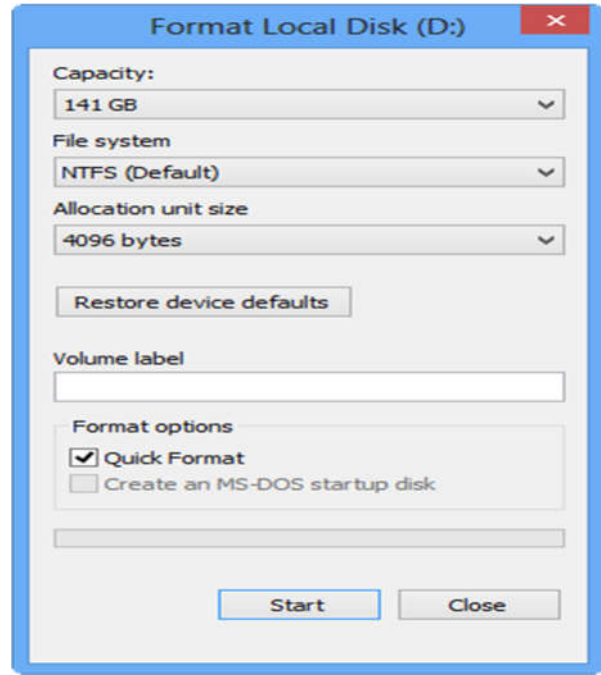 Format Local Disk (D:)
Capacity:
141 GB
File system
NTFS (Default)
Allocation unit size
4096 bytes
Restore device defaults
Volume label
Format options
Quick Format
Create an MS-DOS startup disk
Start Close